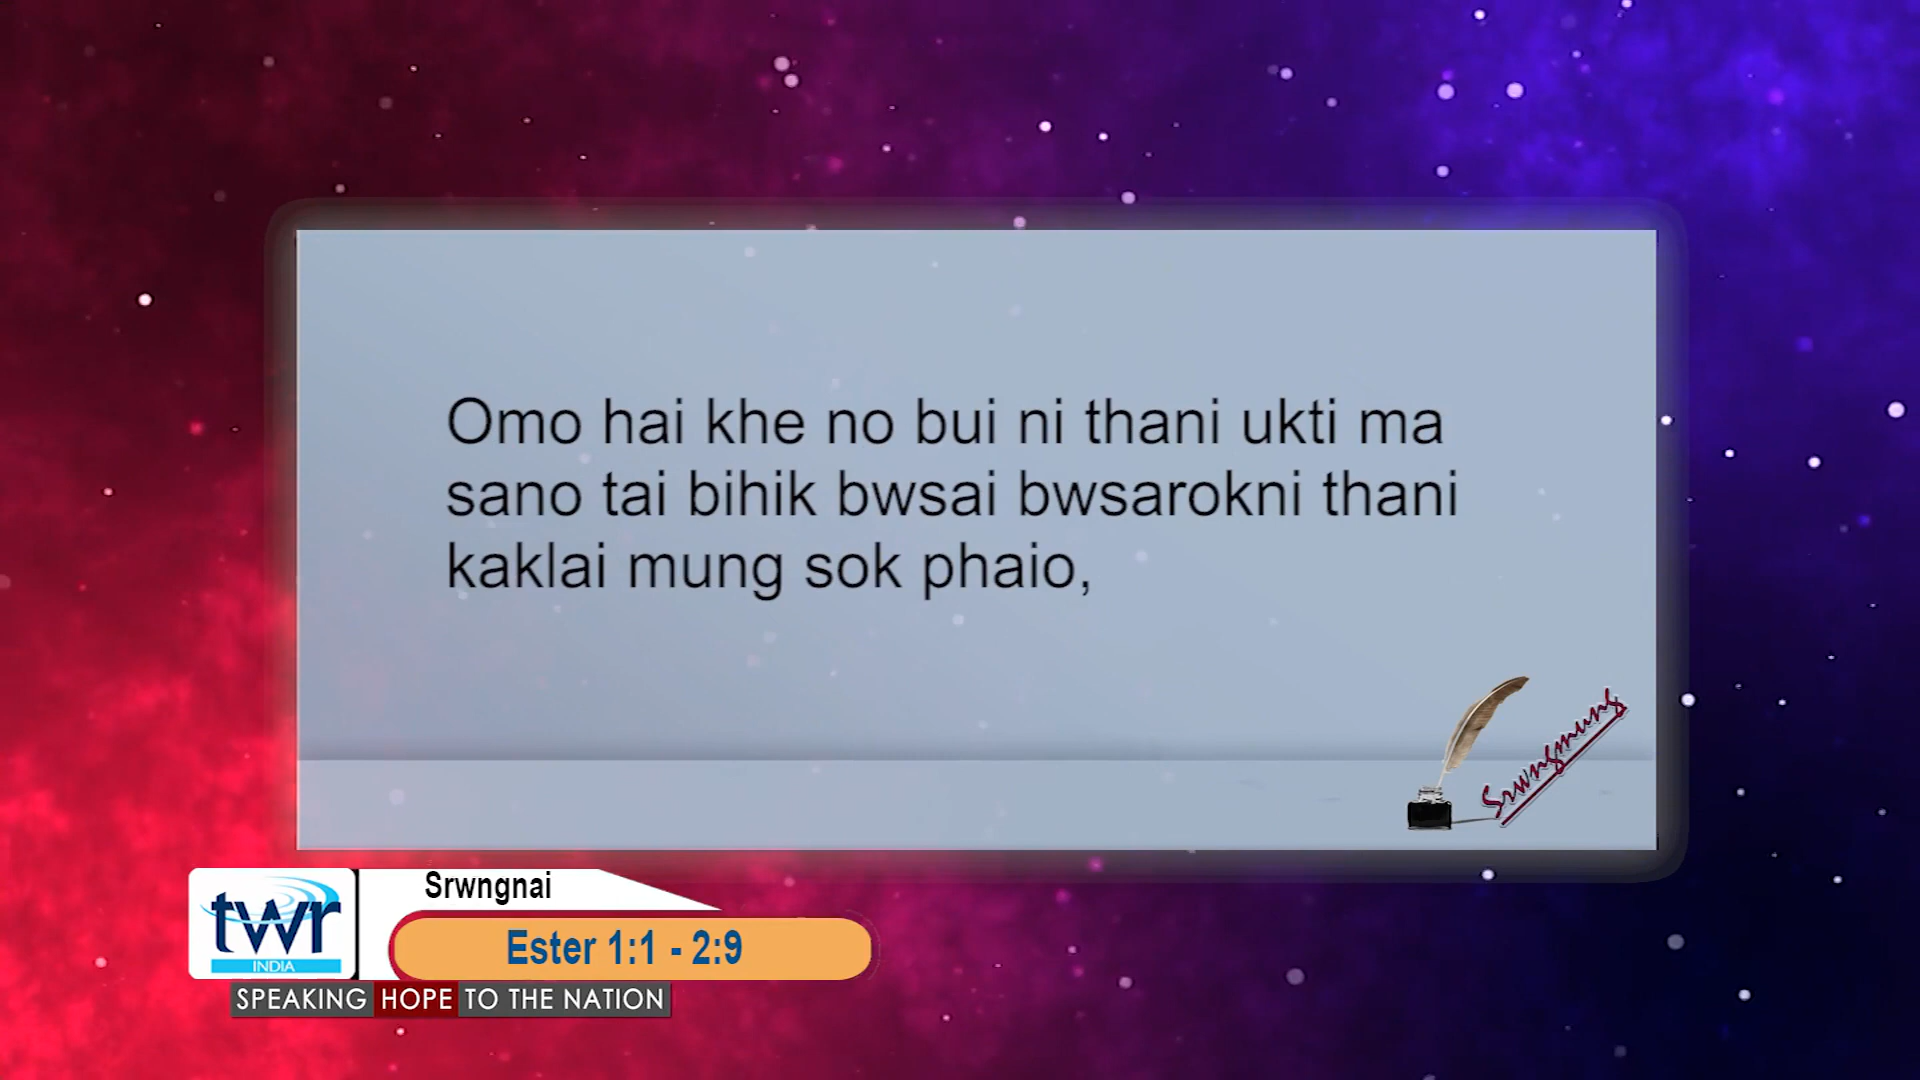 Omo hai khe no bui ni thani ukti ma
sano tai bihik bwsai bwsarokni thani
kaklai mung sok phaio,
Srwngmung
twr
INDIA
Srwngnai
Ester 1:1 - 2:9
SPEAKING HOPE TO THE NATION